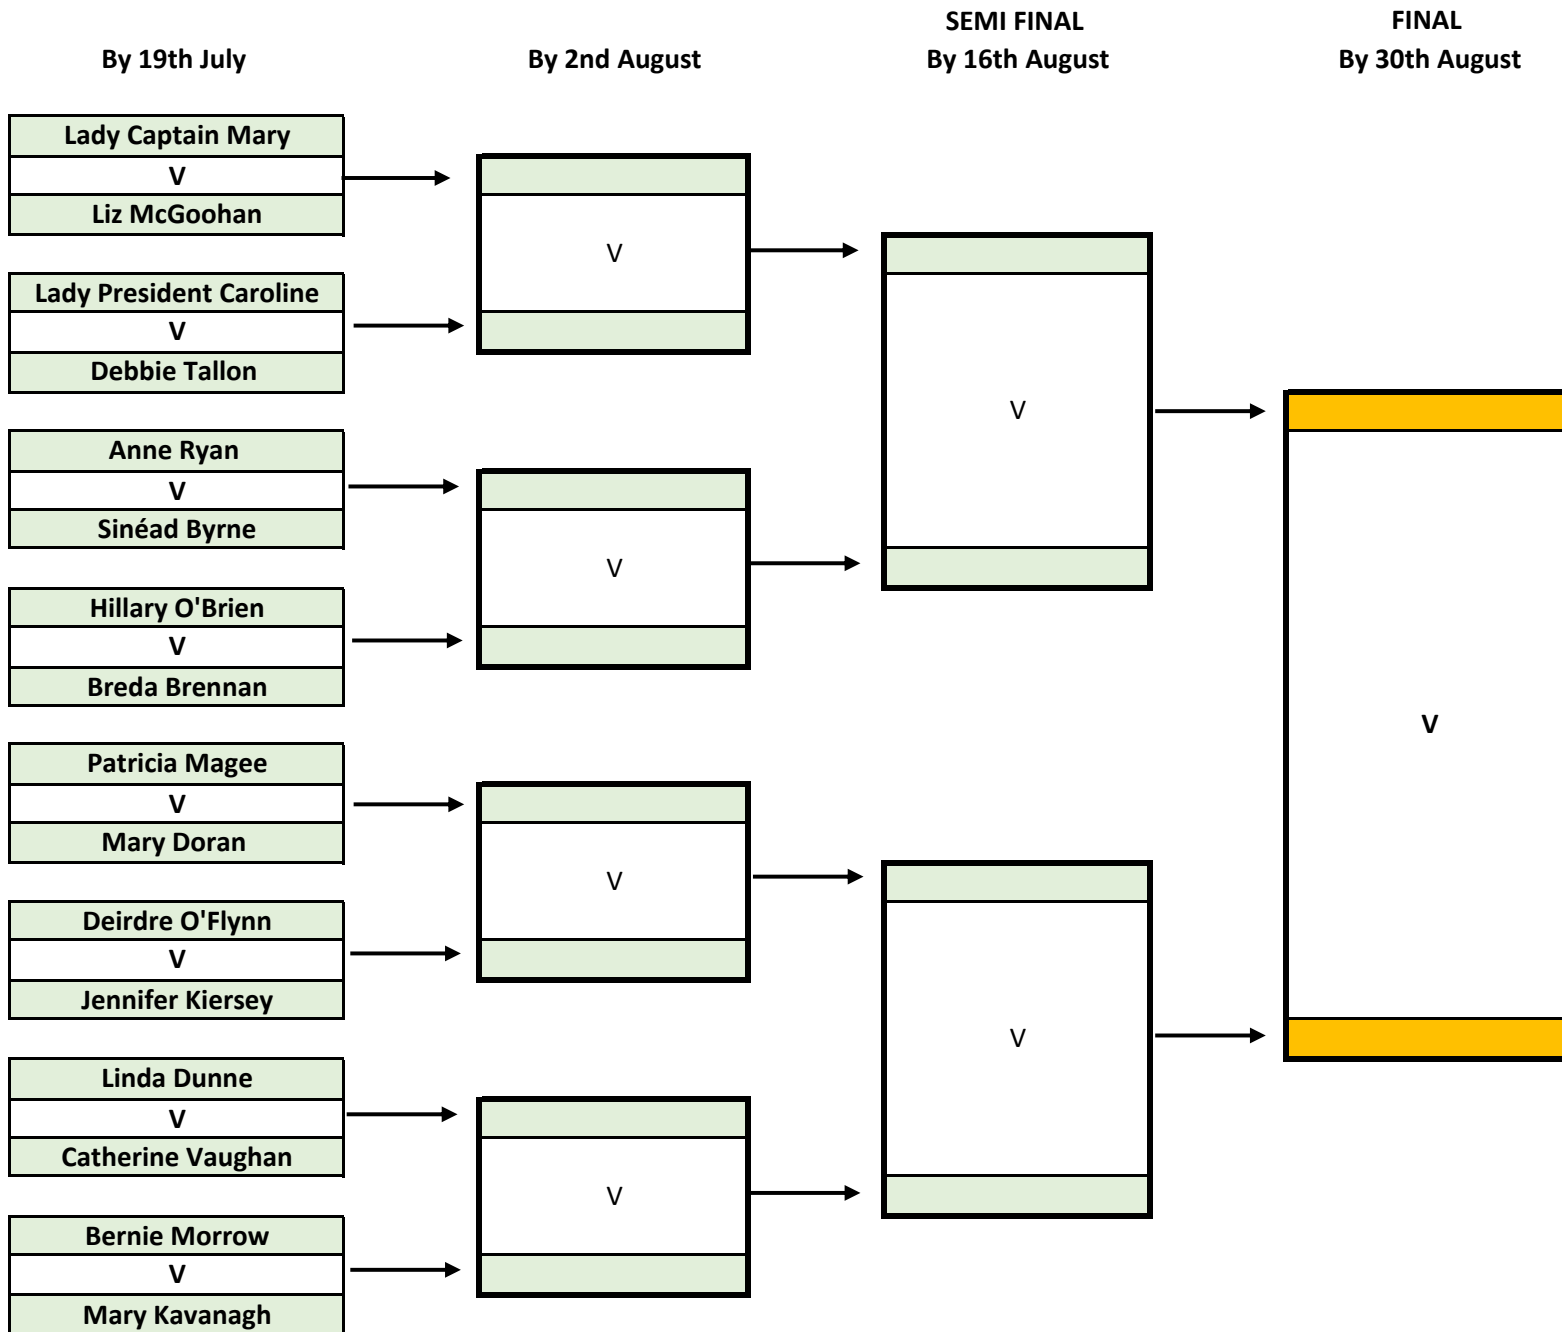 SEMI FINAL
FINAL
By 19th July
By 2nd August
By 16th August
By 30th August
Lady Captain Mary
V
Liz McGoohan
Lady President Caroline
V
Debbie Tallon
Anne Ryan
V
Sinéad Byrne
Hillary O'Brien
V
Breda Brennan
Patricia Magee
V
Mary Doran
Deirdre O'Flynn
V
Jennifer Kiersey
Linda Dunne
V
Catherine Vaughan
Bernie Morrow
V
Mary Kavanagh
V
V
V
V
V
V
V